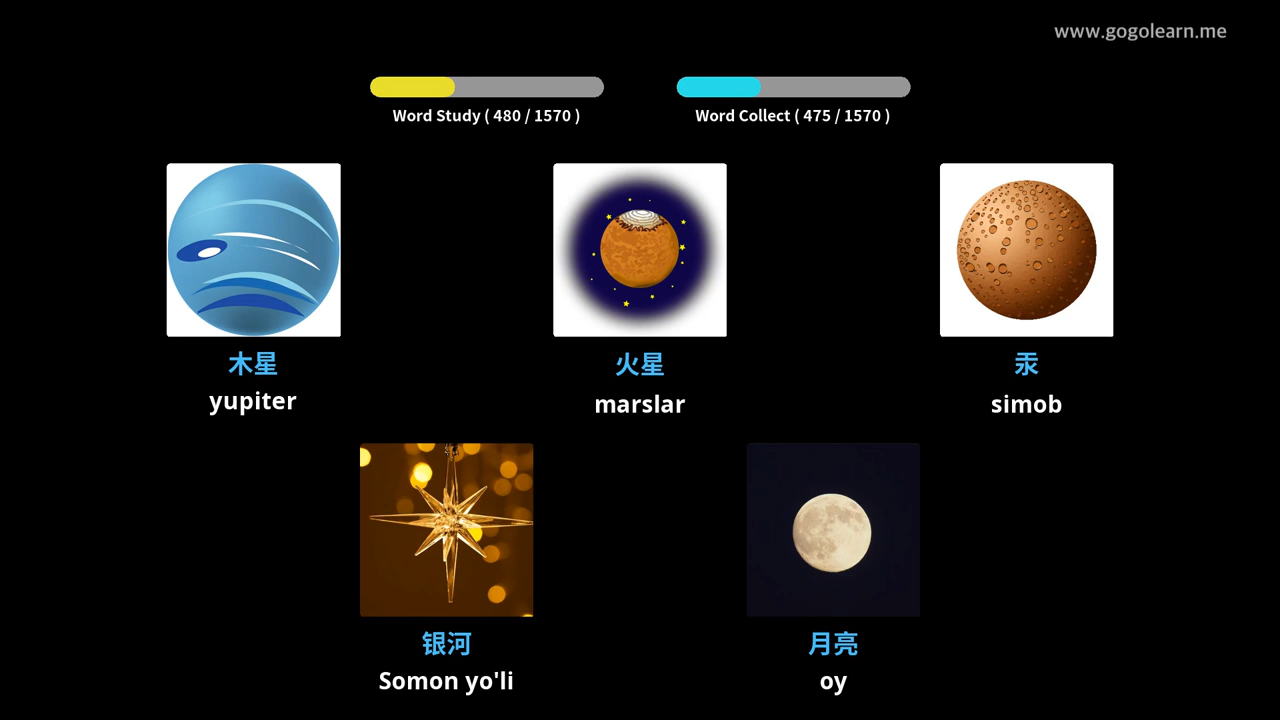 www.gogolearn.me
Word Study ( 480 / 1570 )
Word Collect ( 475 / 1570 )
木星
yupiter
火星
marslar
汞
simob
银河
Somon yo'li
月亮
oy